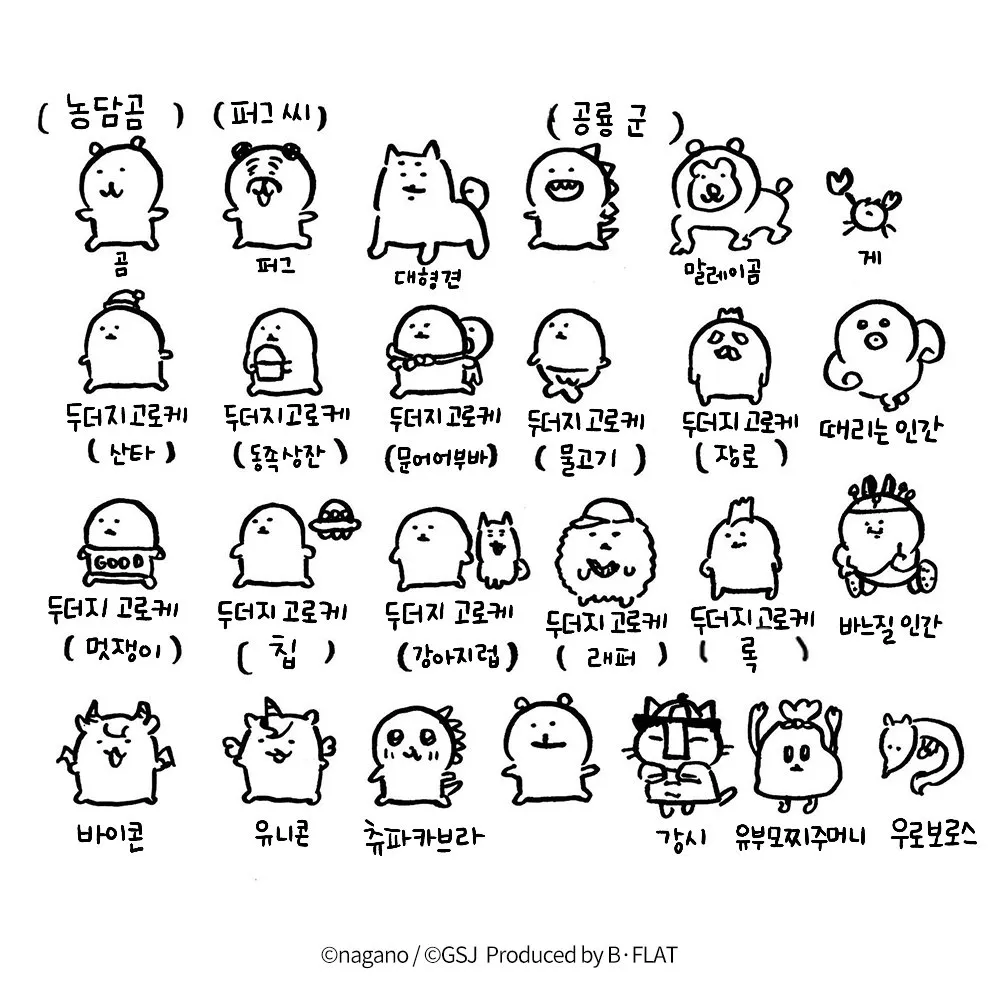 (농담곰) (퍼그씨) (공룡군)
곰 퍼그 대형견 말레이곰 게
두더지고로케 두더지고로케 두더지고로케 두더지고로케 두더지고로케 때리는 인간
(산타) (동족상잔) (문어어부바) (물고기) (장로)
GOOD
두더지 고로케 두더지 고로케 두더지 고로케 두더지 고로케 두더지고로케 바느질 인간
(멋쟁이) (칩) (강아지럽) (래퍼) (록)
바이콘 유니콘 츄파카브라 강시 유부모찌주머니 우로보로스
©nagano / ©GSJ Produced by B·FLAT